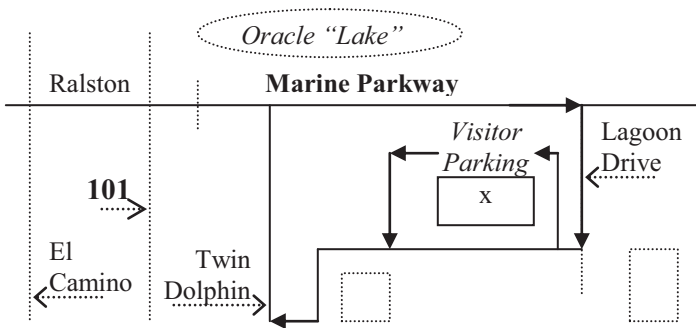 Oracle “Lake”
Ralston
Marine Parkway
Visitor
Parking
Lagoon
Drive
x
101
El
Camino
Twin
Dolphin